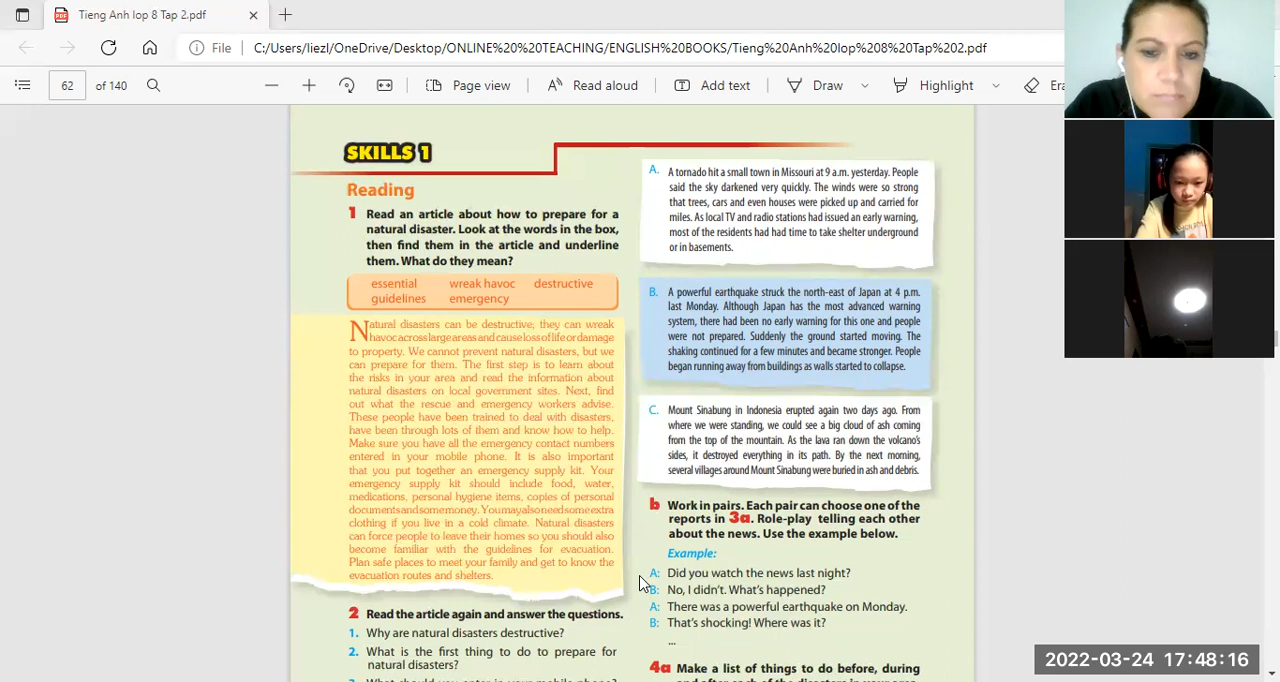 Tieng Anh lop 8 Tap 2.pdf
File
C:/Users/liezl/OneDrive/Desktop/ONLINE%20%20TEACHING/ENGLISH%20BOOKS/Tieng%20Anh%20lop%208%20Tap%202.pdf
62
of 140
Page view
Read aloud
Add text
Draw
Highlight
Era
SKILLS 1
Reading
1 Read an article about how to prepare for a
natural disaster. Look at the words in the box,
then find them in the article and underline
them. What do they mean?
essential wreak havoc destructive
guidelines emergency
Natural disasters can be destructive; they can wreak
havoc across large areas and cause loss of life or damage
to property. We cannot prevent natural disasters, but we
can prepare for them. The first step is to learn about
the risks in your area and read the information about
natural disasters on local government sites. Next, find
out what the rescue and emergency workers advise.
These people have been trained to deal with disasters,
have been through lots of them and know how to help.
Make sure you have all the emergency contact numbers
entered in your mobile phone. It is also important
that you put together an emergency supply kit. Your
emergency supply kit should include food, water,
medications, personal hygiene items, copies of personal
documents and some money. You may also need some extra
clothing if you live in a cold climate. Natural disasters
can force people to leave their homes so you should also
become familiar with the guidelines for evacuation.
Plan safe places to meet your family and get to know the
evacuation routes and shelters.
2 Read the article again and answer the questions.
1. Why are natural disasters destructive?
2. What is the first thing to do to prepare for
natural disasters?
3. What should you enter in your mobile phone?
A. A tornado hit a small town in Missouri at 9 a.m. yesterday. People
said the sky darkened very quickly. The winds were so strong
that trees, cars and even houses were picked up and carried for
miles. As local TV and radio stations had issued an early warning,
most of the residents had had time to take shelter underground
or in basements.
B. A powerful earthquake struck the north-east of Japan at 4 p.m.
last Monday. Although Japan has the most advanced warning
system, there had been no early warning for this one and people
were not prepared. Suddenly the ground started moving. The
shaking continued for a few minutes and became stronger. People
began running away from buildings as walls started to collapse.
C. Mount Sinabung in Indonesia erupted again two days ago. From
where we were standing, we could see a big cloud of ash coming
from the top of the mountain. As the lava ran down the volcano's
sides, it destroyed everything in its path. By the next morning,
several villages around Mount Sinabung were buried in ash and debris.
b Work in pairs. Each pair can choose one of the
reports in 3a. Role-play telling each other
about the news. Use the example below.
Example:
A: Did you watch the news last night?
B: No, I didn't. What's happened?
A: There was a powerful earthquake on Monday.
B: That's shocking! Where was it?
...
4a Make a list of things to do before, during
and after each of the disasters in your area.
2022-03-24 17:48:16